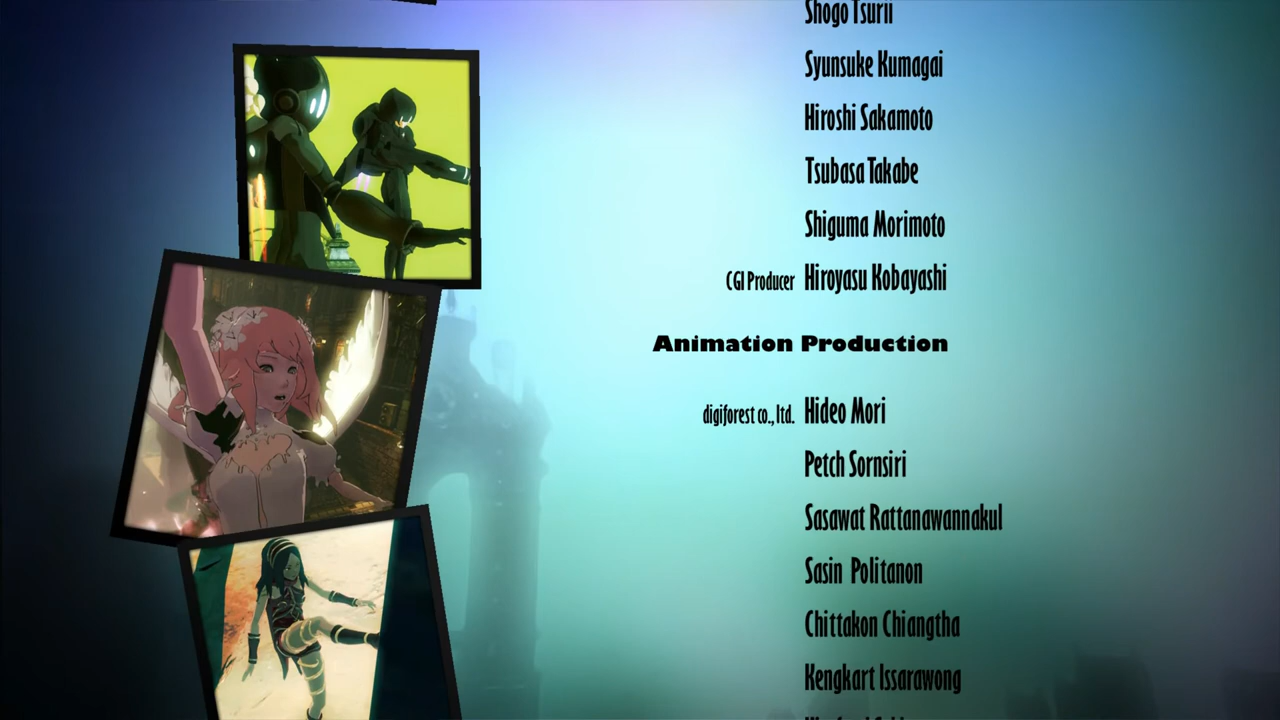 Shogo Tsurii
Syunsuke Kumagai
Hiroshi Sakamoto
Tsubasa Takabe
Shiguma Morimoto
CGI Producer Hiroyasu Kobayashi
Animation Production
digiforest co., ltd. Hideo Mori
Petch Sornsiri
Sasawat Rattanawannakul
Sasin Politanon
Chittakon Chiangtha
Kengkart Issarawong